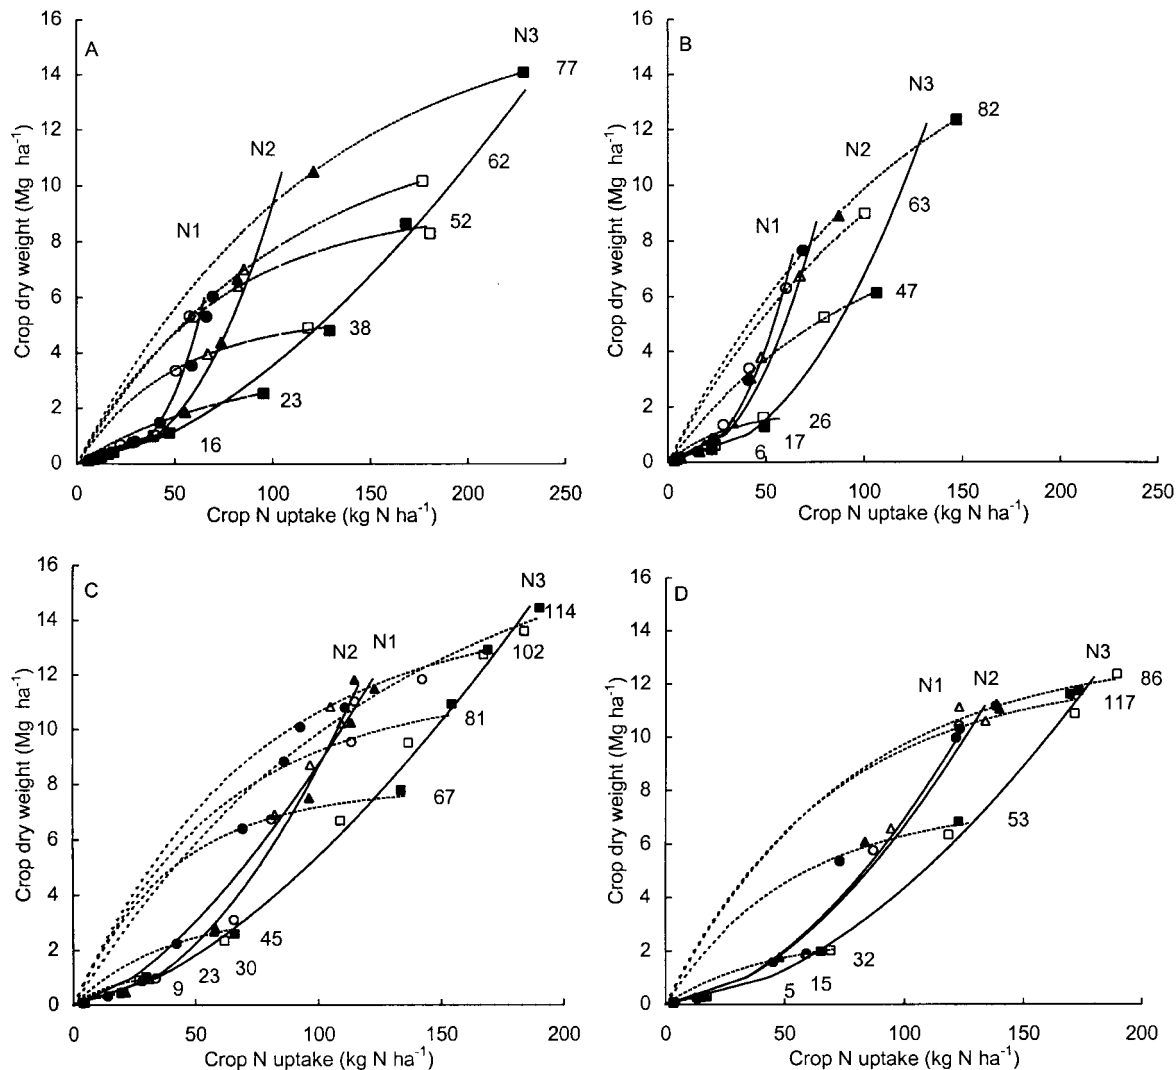 A
N3
77
N2
62
N1
52
38
23
16
16
14
12
10
8
6
4
2
0
0 50 100 150 200 250
Crop N uptake (kg N ha⁻¹)
Crop dry weight (Mg ha⁻¹)
B
N3
82
N2
N1
63
47
26
17
6
16
14
12
10
8
6
4
2
0
0 50 100 150 200 250
Crop N uptake (kg N ha⁻¹)
Crop dry weight (Mg ha⁻¹)
C
N3
114
N1
N2
102
81
67
45
30
23
9
16
14
12
10
8
6
4
2
0
0 50 100 150 200
Crop N uptake (kg N ha⁻¹)
Crop dry weight (Mg ha⁻¹)
D
N3
86
N1 N2
117
53
32
15
5
16
14
12
10
8
6
4
2
0
0 50 100 150 200
Crop N uptake (kg N ha⁻¹)
Crop dry weight (Mg ha⁻¹)